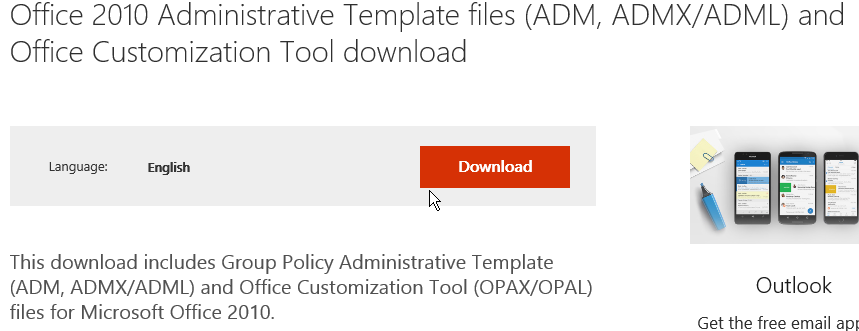 Office 2010 Administrative Template files (ADM, ADMX/ADML) and
Office Customization Tool download
Language:
English
Download
This download includes Group Policy Administrative Template
(ADM, ADMX/ADML) and Office Customization Tool (OPAX/OPAL)
files for Microsoft Office 2010.
Outlook
Get the free email app